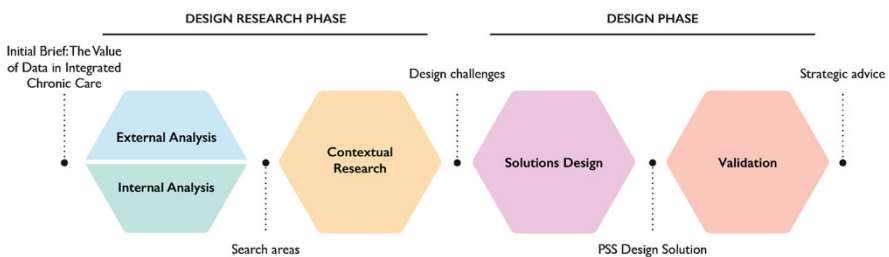 DESIGN RESEARCH PHASE
DESIGN PHASE
Initial Brief: The Value
of Data in Integrated
Chronic Care
Design challenges
Strategic advice
External Analysis
Internal Analysis
Contextual
Research
Solutions Design
Validation
Search areas
PSS Design Solution